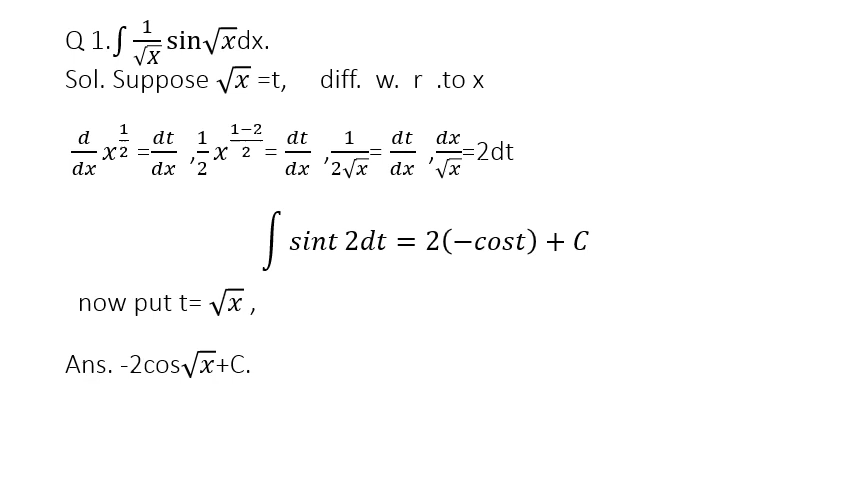 Q 1.∫ 1/√X sin√xdx.
Sol. Suppose √x =t, diff. w. r .to x
d/dx x^(1/2) = dt/dx ,1/2 x^((1−2)/2) = dt/dx ,1/(2√x)= dt/dx ,dx/√x=2dt
∫ sint 2dt = 2(−cost) + C
now put t= √x ,
Ans. -2cos√x+C.